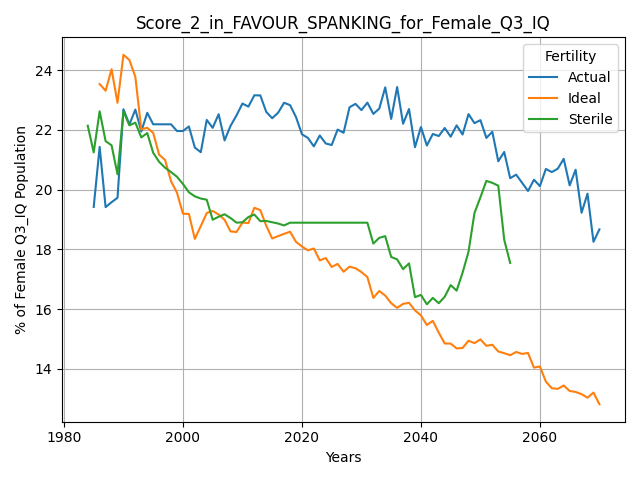 Score_2_in_FAVOUR_SPANKING_for_Female_Q3_IQ
% of Female Q3_IQ Population
24
22
20
18
16
14
Fertility
Actual
Ideal
Sterile
1980
2000
2020
2040
2060
Years